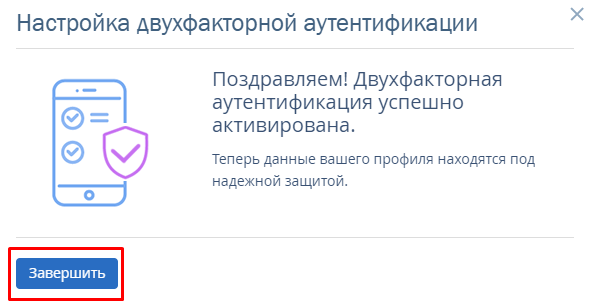 Настройка двухфакторной аутентификации
Поздравляем! Двухфакторная
аутентификация успешно
активирована.
Теперь данные вашего профиля находятся под
надежной защитой.
Завершить